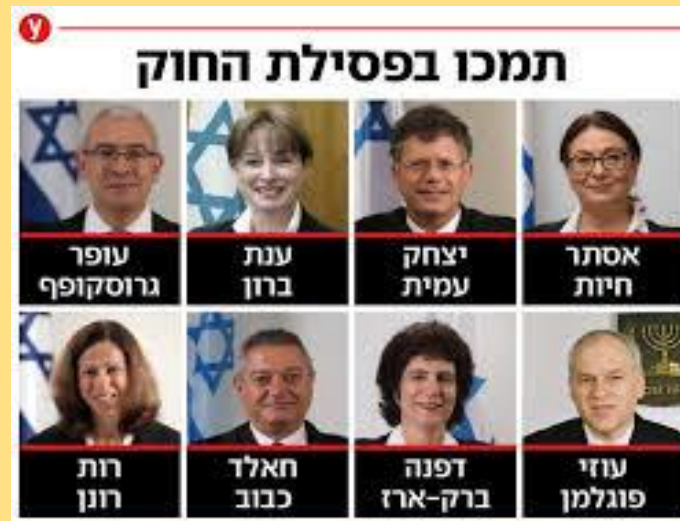 y
תמכו בפסילת החוק
אסתר
חיות
יצחק
עמית
ענת
ברון
עופר
גרוסקופף
עוזי
פוגלמן
דפנה
ברק-ארז
חאלד
כבוב
רות
רונן